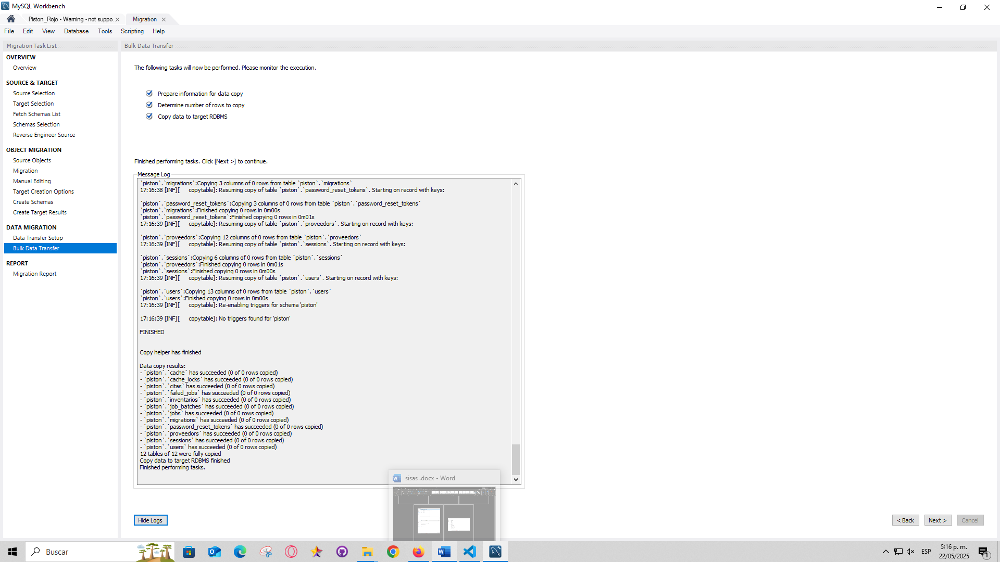 MySQL Workbench
Piston_Rojo - Warning - not suppo..
Migration
File Edit View Database Tools Scripting Help
Migration Task List
OVERVIEW
Overview
SOURCE & TARGET
Source Selection
Target Selection
Fetch Schemas List
Schemas Selection
Reverse Engineer Source
OBJECT MIGRATION
Source Objects
Migration
Manual Editing
Target Creation Options
Create Schemas
Create Target Results
DATA MIGRATION
Data Transfer Setup
Bulk Data Transfer
REPORT
Migration Report
Bulk Data Transfer
The following tasks will now be performed. Please monitor the execution.
Prepare information for data copy
Determine number of rows to copy
Copy data to target RDBMS
Finished performing tasks. Click [Next >] to continue.
Message Log
`piston`.`migrations`:Copying 3 columns of 0 rows from table `piston`.`migrations`
17:16:38 [INF][ copytable]: Resuming copy of table `piston`.`password_reset_tokens`. Starting on record with keys:
`piston`.`password_reset_tokens`:Copying 3 columns of 0 rows from table `piston`.`password_reset_tokens`
`piston`.`migrations`:Finished copying 0 rows in 0m00s
`piston`.`password_reset_tokens`:Finished copying 0 rows in 0m01s
17:16:39 [INF][ copytable]: Resuming copy of table `piston`.`proveedors`. Starting on record with keys:
`piston`.`proveedors`:Copying 12 columns of 0 rows from table `piston`.`proveedors`
17:16:39 [INF][ copytable]: Resuming copy of table `piston`.`sessions`. Starting on record with keys:
`piston`.`sessions`:Copying 6 columns of 0 rows from table `piston`.`sessions`
`piston`.`proveedors`:Finished copying 0 rows in 0m01s
`piston`.`sessions`:Finished copying 0 rows in 0m00s
17:16:39 [INF][ copytable]: Resuming copy of table `piston`.`users`. Starting on record with keys:
`piston`.`users`:Copying 13 columns of 0 rows from table `piston`.`users`
`piston`.`users`:Finished copying 0 rows in 0m00s
17:16:39 [INF][ copytable]: Re-enabling triggers for schema 'piston'
17:16:39 [INF][ copytable]: No triggers found for 'piston'
FINISHED
Copy helper has finished
Data copy results:
- `piston`.`cache` has succeeded (0 of 0 rows copied)
- `piston`.`cache_locks` has succeeded (0 of 0 rows copied)
- `piston`.`citas` has succeeded (0 of 0 rows copied)
- `piston`.`failed_jobs` has succeeded (0 of 0 rows copied)
- `piston`.`inventarios` has succeeded (0 of 0 rows copied)
- `piston`.`job_batches` has succeeded (0 of 0 rows copied)
- `piston`.`jobs` has succeeded (0 of 0 rows copied)
- `piston`.`migrations` has succeeded (0 of 0 rows copied)
- `piston`.`password_reset_tokens` has succeeded (0 of 0 rows copied)
- `piston`.`proveedors` has succeeded (0 of 0 rows copied)
- `piston`.`sessions` has succeeded (0 of 0 rows copied)
- `piston`.`users` has succeeded (0 of 0 rows copied)
12 tables of 12 were fully copied
Copy data to target RDBMS finished
Finished performing tasks.
sisas .docx - Word
Hide Logs
< Back
Next >
Cancel
Buscar
ESP
5:16 p. m.
22/05/2025
1